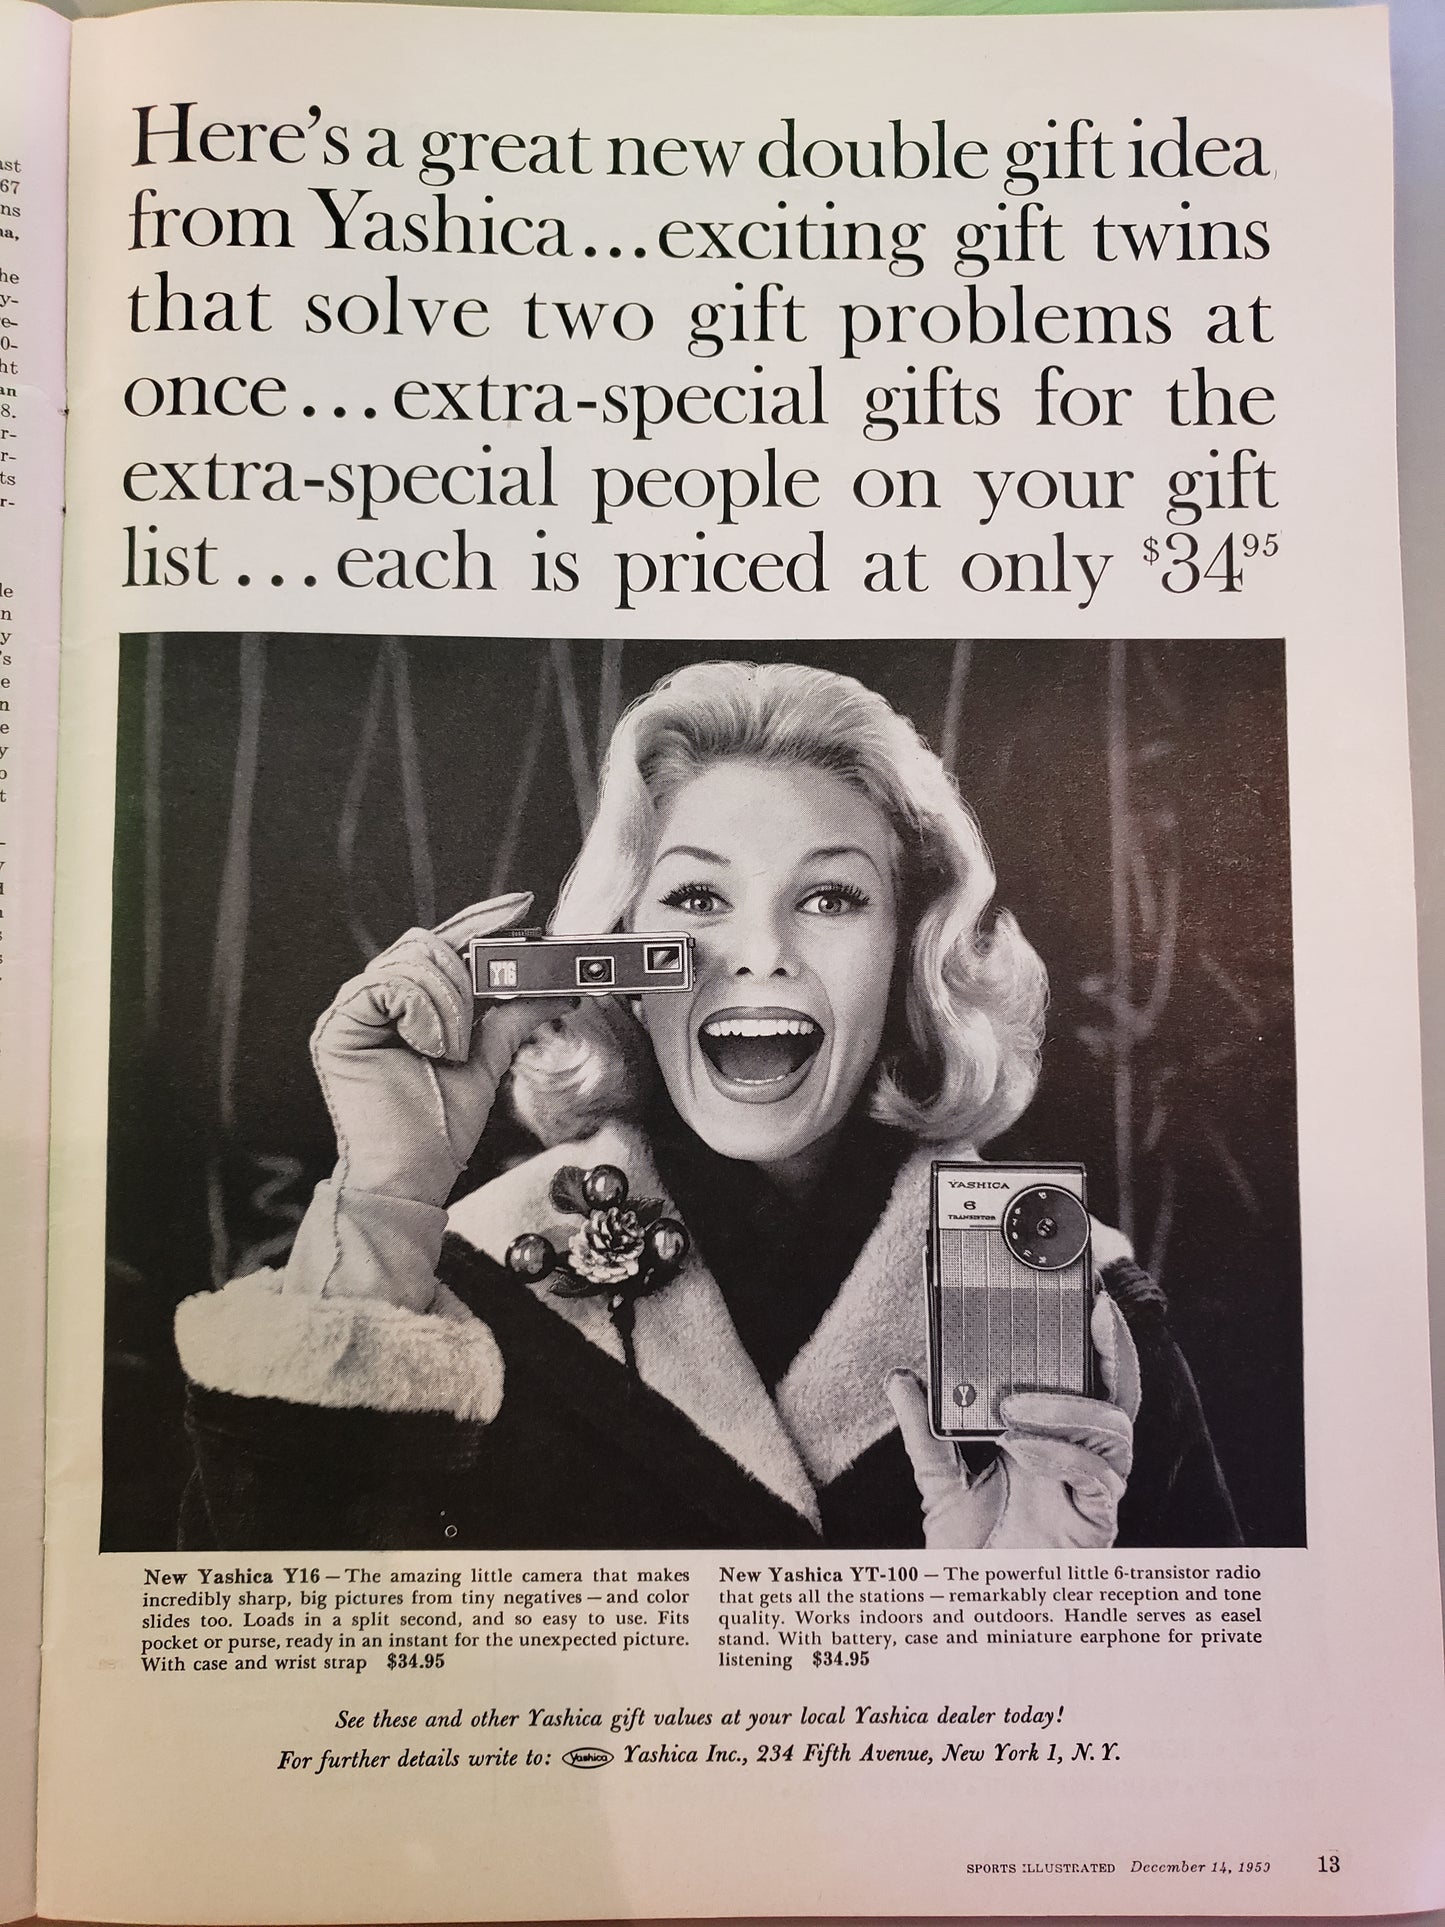 Here's a great new double gift idea
from Yashica...exciting gift twins
that solve two gift problems at
once...extra-special gifts for the
extra-special people on your gift
list...each is priced at only $34⁹⁵
Y16
YASHICA
6
TRANSISTOR
Y
New Yashica Y16 — The amazing little camera that makes
incredibly sharp, big pictures from tiny negatives — and color
slides too. Loads in a split second, and so easy to use. Fits
pocket or purse, ready in an instant for the unexpected picture.
With case and wrist strap $34.95
New Yashica YT-100 — The powerful little 6-transistor radio
that gets all the stations — remarkably clear reception and tone
quality. Works indoors and outdoors. Handle serves as easel
stand. With battery, case and miniature earphone for private
listening $34.95
See these and other Yashica gift values at your local Yashica dealer today!
For further details write to: Yashica Yashica Inc., 234 Fifth Avenue, New York 1, N. Y.
SPORTS ILLUSTRATED December 14, 1959 13